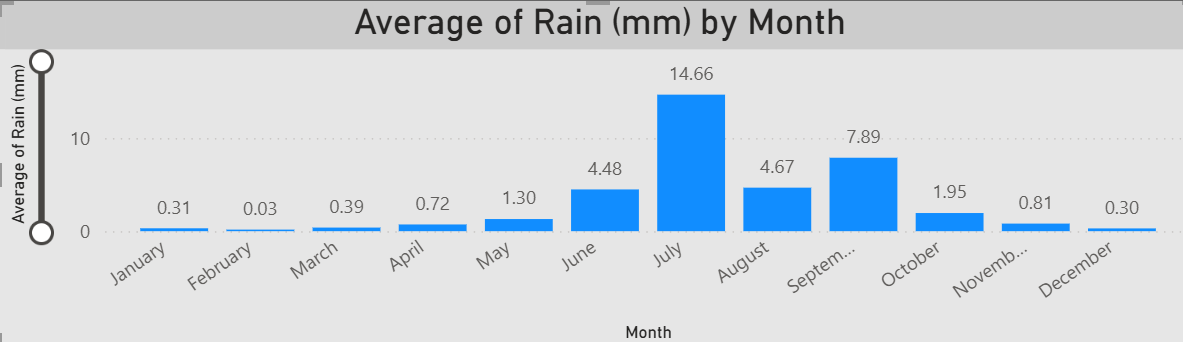 Average of Rain (mm) by Month
Average of Rain (mm)
10
0
0.31
0.03
0.39
0.72
1.30
4.48
14.66
4.67
7.89
1.95
0.81
0.30
January
February
March
April
May
June
July
August
Septem...
October
Novemb...
December
Month